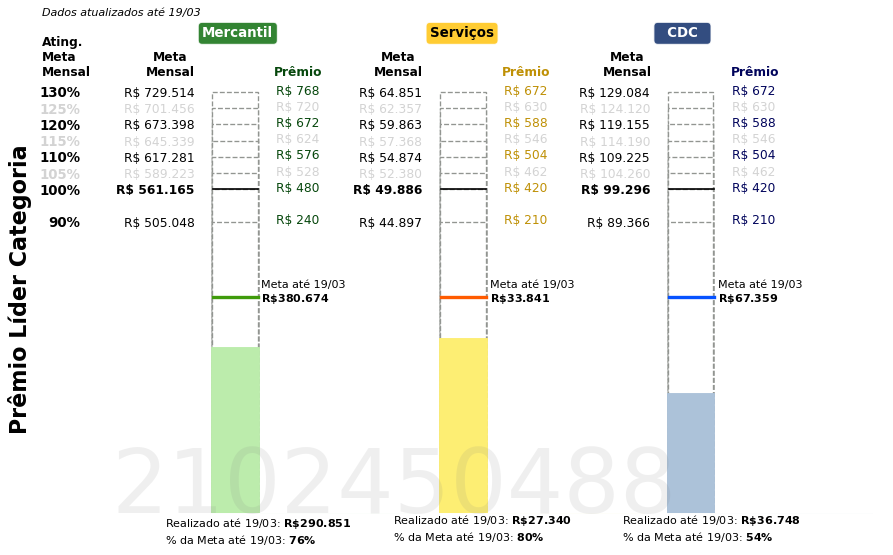 Dados atualizados até 19/03
Mercantil Serviços CDC
Ating. Meta Mensal
Meta Mensal Prêmio Meta Mensal Prêmio Meta Mensal Prêmio
130% R$ 729.514 R$ 768 R$ 64.851 R$ 672 R$ 129.084 R$ 672
125% R$ 701.456 R$ 720 R$ 62.357 R$ 630 R$ 124.120 R$ 630
120% R$ 673.398 R$ 672 R$ 59.863 R$ 588 R$ 119.155 R$ 588
115% R$ 645.339 R$ 624 R$ 57.368 R$ 546 R$ 114.190 R$ 546
110% R$ 617.281 R$ 576 R$ 54.874 R$ 504 R$ 109.225 R$ 504
105% R$ 589.223 R$ 528 R$ 52.380 R$ 462 R$ 104.260 R$ 462
100% R$ 561.165 R$ 480 R$ 49.886 R$ 420 R$ 99.296 R$ 420
90% R$ 505.048 R$ 240 R$ 44.897 R$ 210 R$ 89.366 R$ 210
Prêmio Líder Categoria
Meta até 19/03 Meta até 19/03 Meta até 19/03
R$380.674 R$33.841 R$67.359
2102450488
Realizado até 19/03: R$290.851 Realizado até 19/03: R$27.340 Realizado até 19/03: R$36.748
% da Meta até 19/03: 76% % da Meta até 19/03: 80% % da Meta até 19/03: 54%